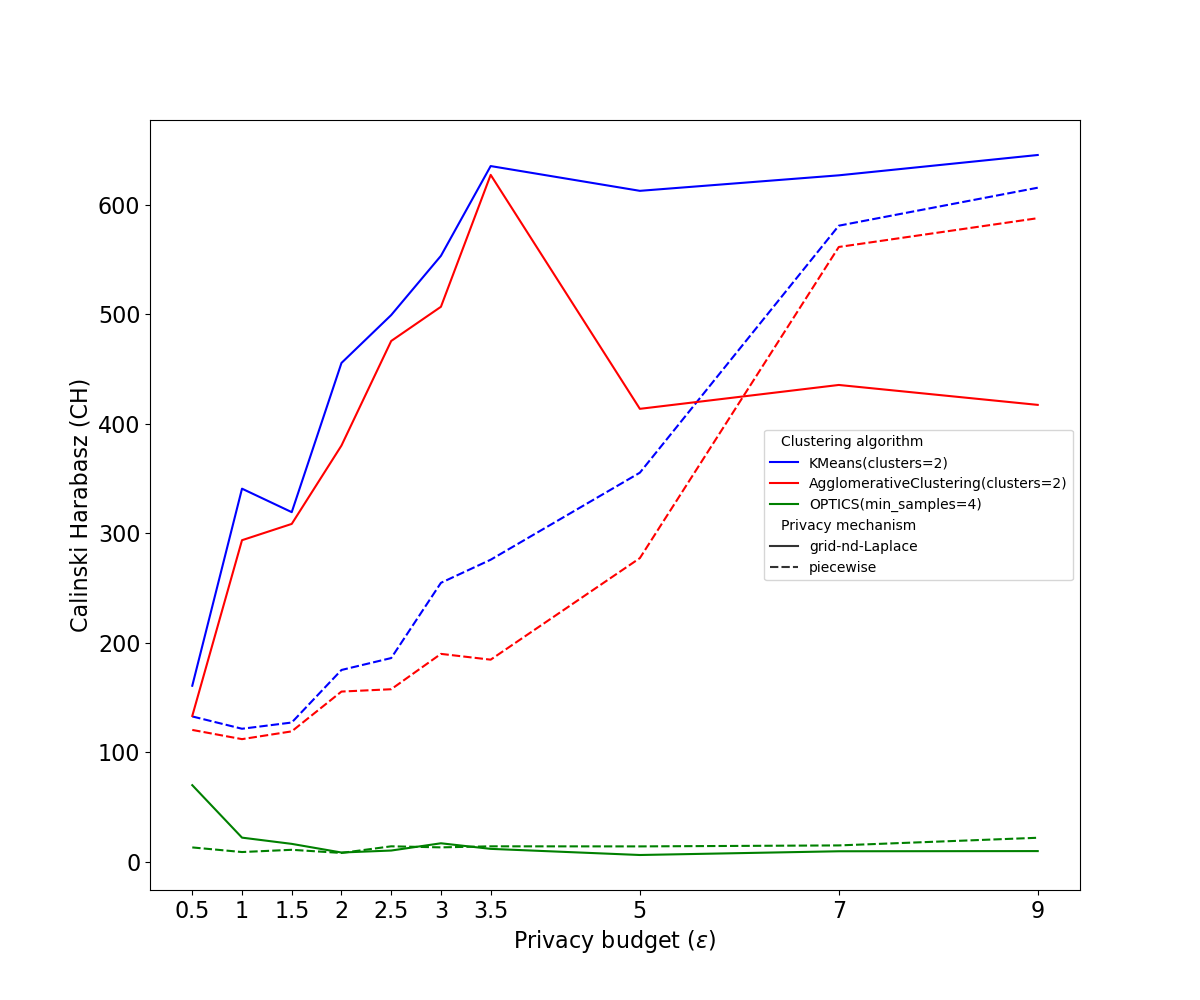 600
500
400
300
200
100
0
Calinski Harabasz (CH)
Clustering algorithm
KMeans(clusters=2)
AgglomerativeClustering(clusters=2)
OPTICS(min_samples=4)
Privacy mechanism
grid-nd-Laplace
piecewise
0.5 1 1.5 2 2.5 3 3.5 5 7 9
Privacy budget (ε)